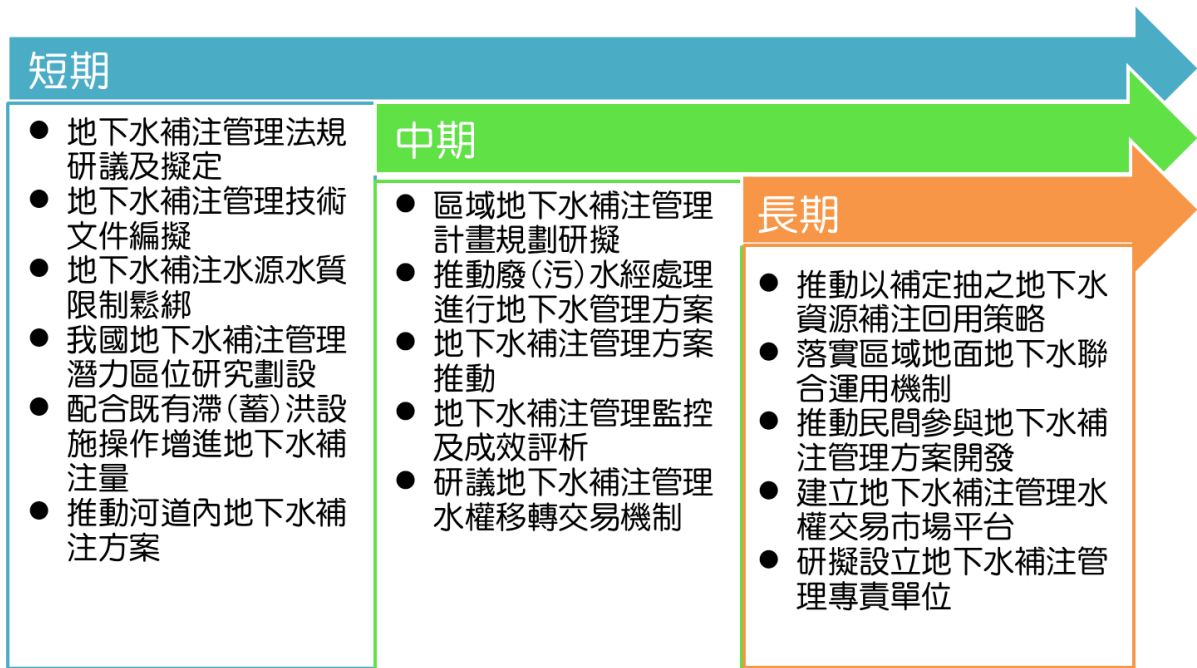 短期
● 地下水補注管理法規
研議及擬定
● 地下水補注管理技術
文件編擬
● 地下水補注水源水質
限制鬆綁
● 我國地下水補注管理
潛力區位研究劃設
● 配合既有滯(蓄)洪設
施操作增進地下水補
注量
● 推動河道內地下水補
注方案
中期
● 區域地下水補注管理
計畫規劃研擬
● 推動廢(污)水經處理
進行地下水管理方案
● 地下水補注管理方案
推動
● 地下水補注管理監控
及成效評析
● 研議地下水補注管理
水權移轉交易機制
長期
● 推動以補定抽之地下水
資源補注回用策略
● 落實區域地面地下水聯
合運用機制
● 推動民間參與地下水補
注管理方案開發
● 建立地下水補注管理水
權交易市場平台
● 研擬設立地下水補注管
理專責單位